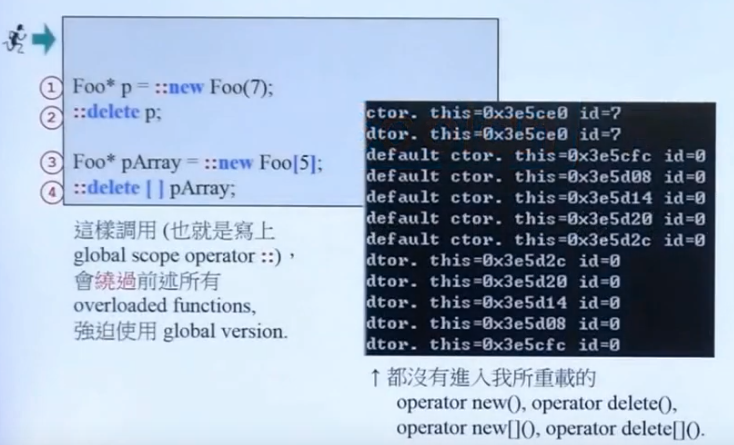 ① Foo* p = ::new Foo(7);
② ::delete p;
③ Foo* pArray = ::new Foo[5];
④ ::delete [ ] pArray;
ctor. this=0x3e5ce0 id=7
dtor. this=0x3e5ce0 id=7
default ctor. this=0x3e5cfc id=0
default ctor. this=0x3e5d08 id=0
default ctor. this=0x3e5d14 id=0
default ctor. this=0x3e5d20 id=0
default ctor. this=0x3e5d2c id=0
dtor. this=0x3e5d2c id=0
dtor. this=0x3e5d20 id=0
dtor. this=0x3e5d14 id=0
dtor. this=0x3e5d08 id=0
dtor. this=0x3e5cfc id=0
這樣調用 (也就是寫上
global scope operator ::)，
會繞過前述所有
overloaded functions,
強迫使用 global version.
↑都沒有進入我所重載的
operator new(), operator delete(),
operator new[](), operator delete[]().